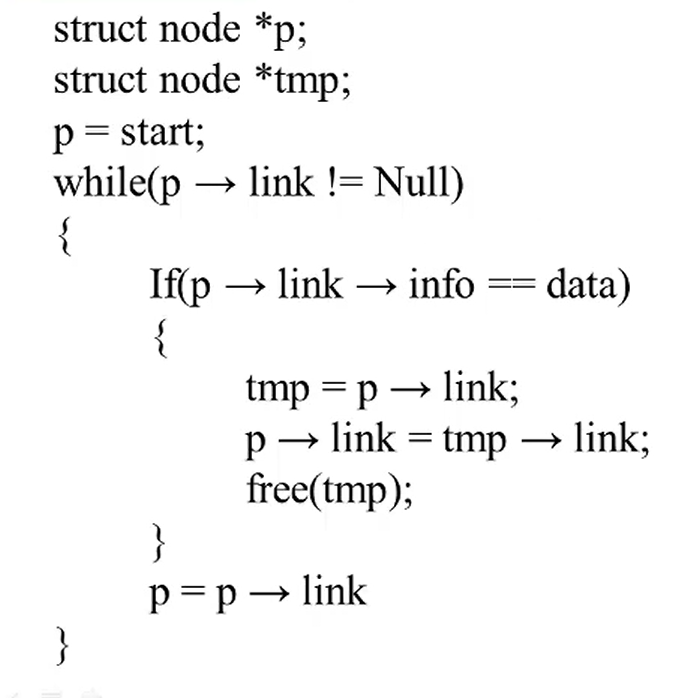 struct node *p;
struct node *tmp;
p = start;
while(p → link != Null)
{
If(p → link → info == data)
{
tmp = p → link;
p → link = tmp → link;
free(tmp);
}
p = p → link
}